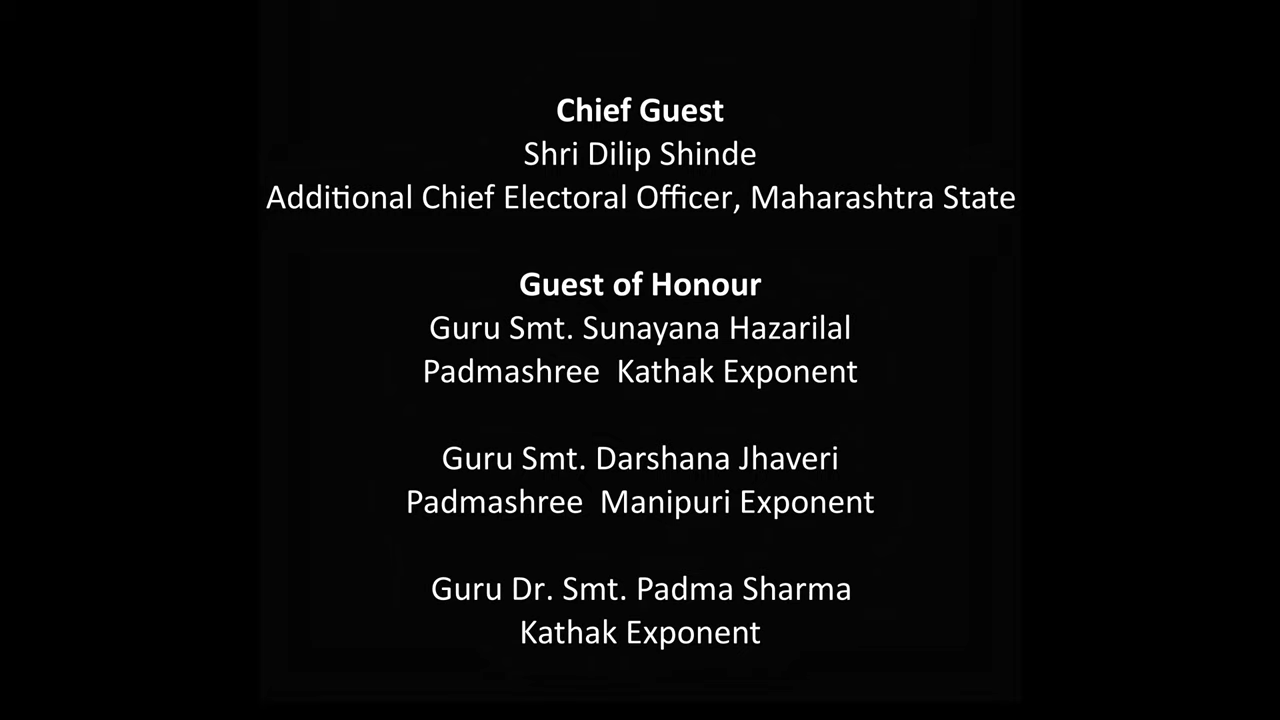 Chief Guest
Shri Dilip Shinde
Additional Chief Electoral Officer, Maharashtra State
Guest of Honour
Guru Smt. Sunayana Hazarilal
Padmashree  Kathak Exponent
Guru Smt. Darshana Jhaveri
Padmashree  Manipuri Exponent
Guru Dr. Smt. Padma Sharma
Kathak Exponent